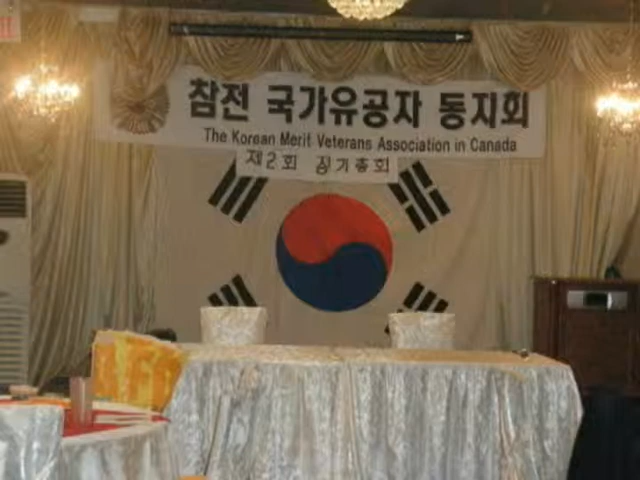 참전 국가유공자 동지회
The Korean Merit Veterans Association in Canada
제2회 정기총회